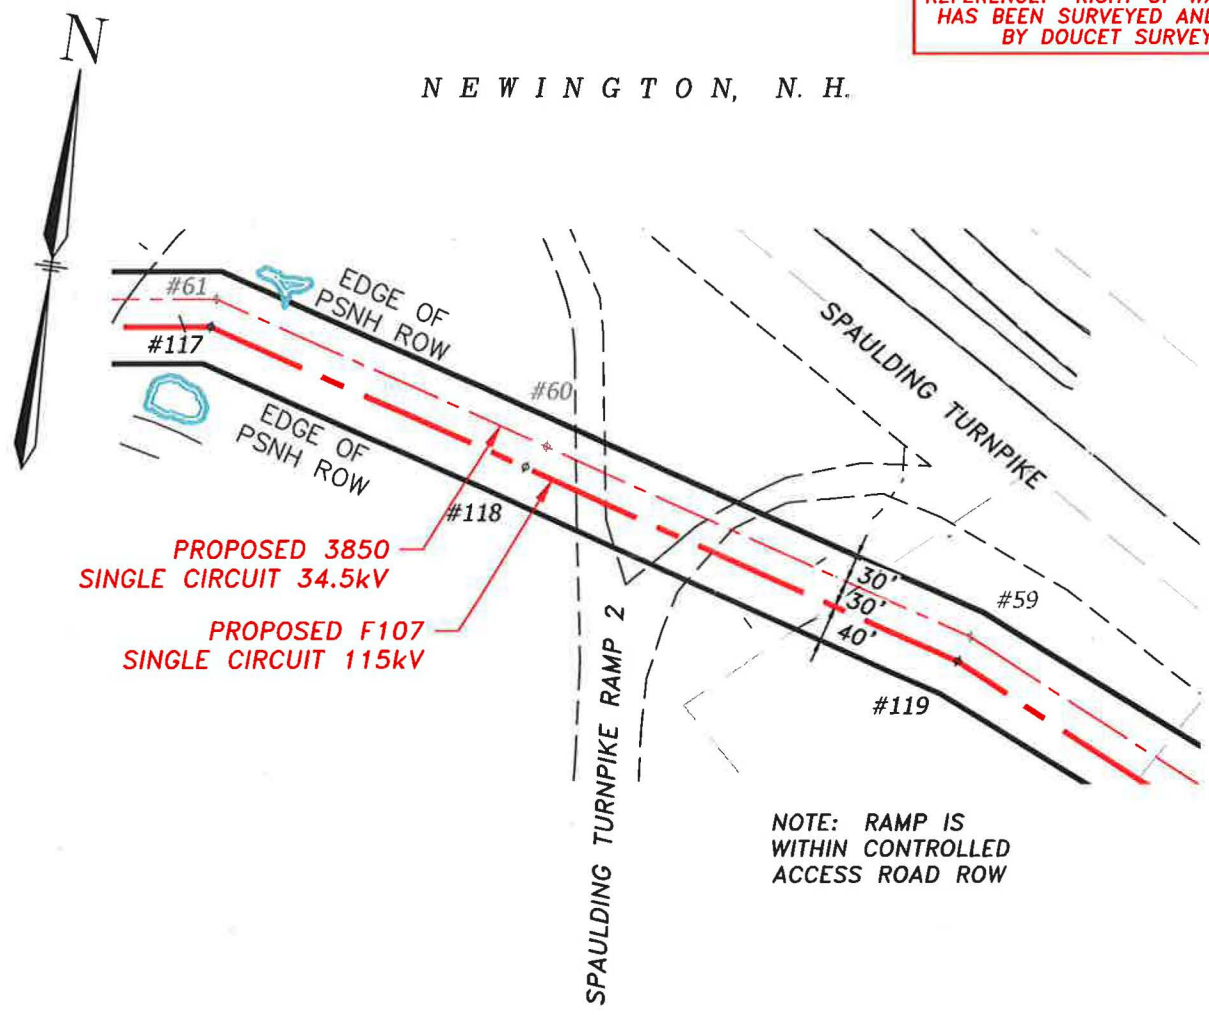 N
HAS BEEN SURVEYED AND
BY DOUCET SURVEY
NEWINGTON, N. H.
#61
EDGE OF
PSNH ROW
#117
#60
EDGE OF
PSNH ROW
SPAULDING TURNPIKE
#118
PROPOSED 3850
SINGLE CIRCUIT 34.5kV
30'
30'
40'
#59
PROPOSED F107
SINGLE CIRCUIT 115kV
#119
SPAULDING TURNPIKE RAMP 2
NOTE: RAMP IS
WITHIN CONTROLLED
ACCESS ROAD ROW